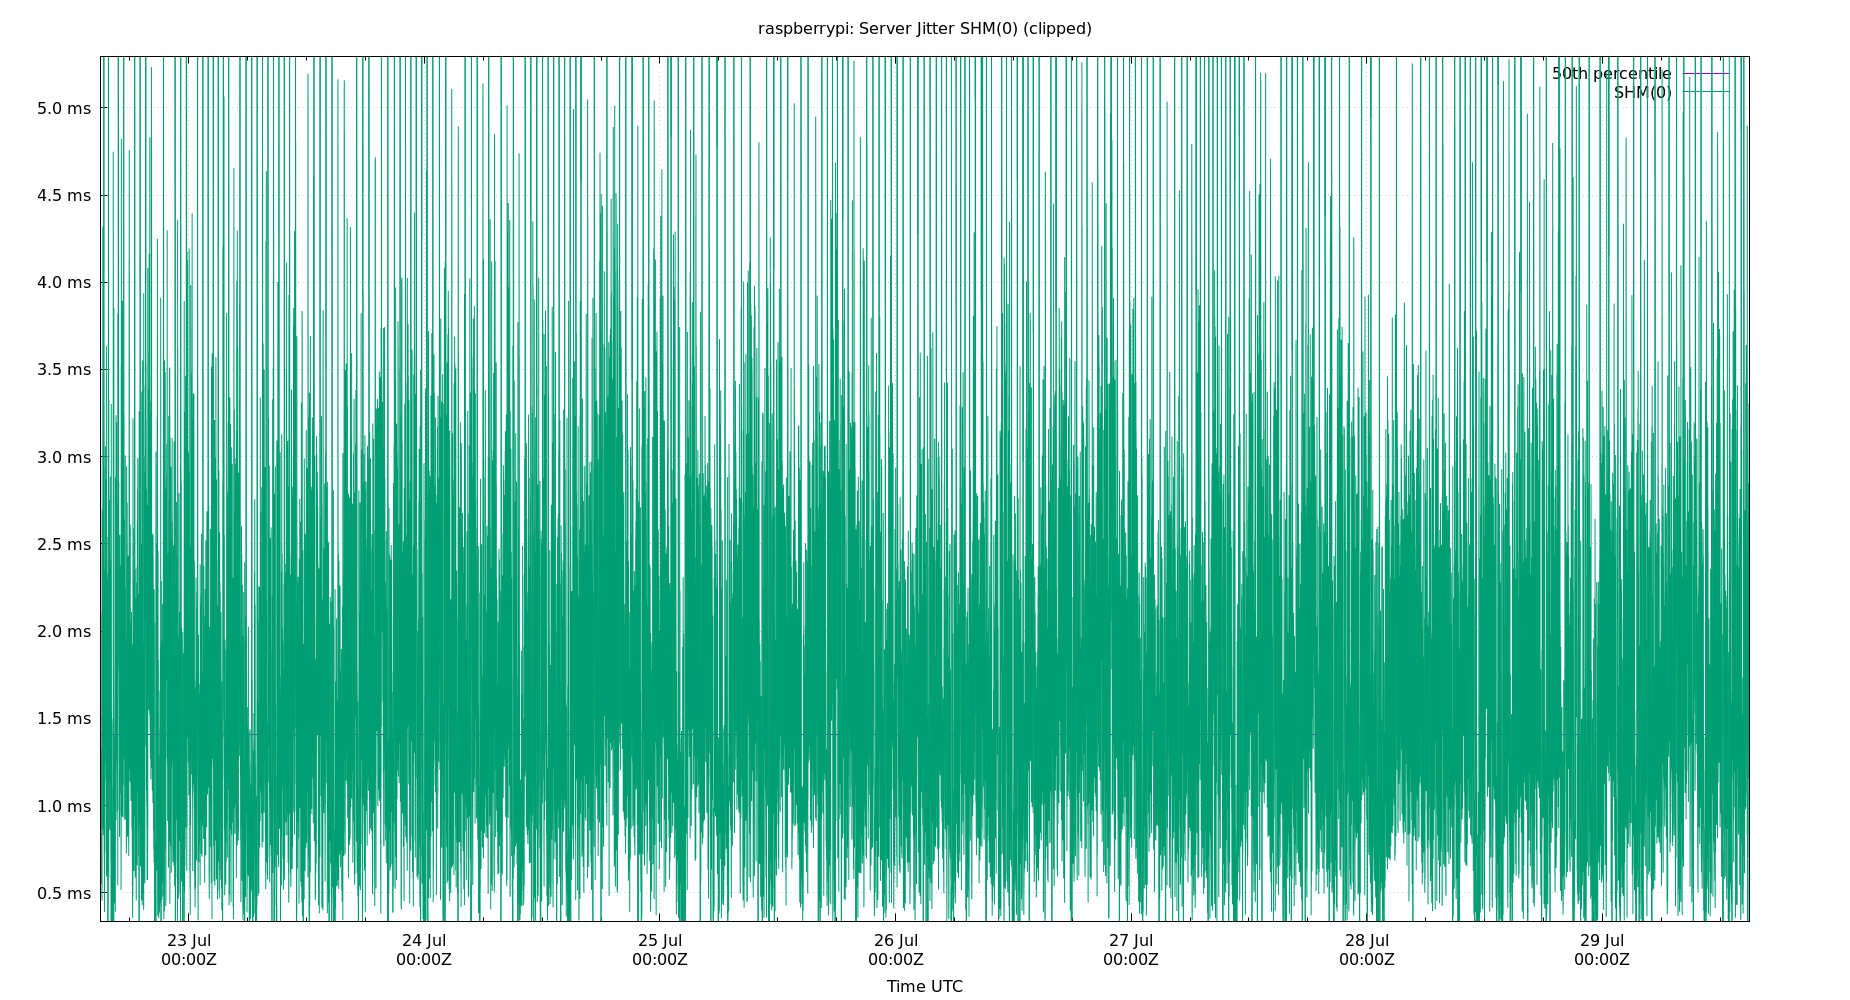 raspberrypi: Server Jitter SHM(0) (clipped)
50th percentile
SHM(0)
5.0 ms
4.5 ms
4.0 ms
3.5 ms
3.0 ms
2.5 ms
2.0 ms
1.5 ms
1.0 ms
0.5 ms
23 Jul 24 Jul 25 Jul 26 Jul 27 Jul 28 Jul 29 Jul
00:00Z 00:00Z 00:00Z 00:00Z 00:00Z 00:00Z 00:00Z
Time UTC